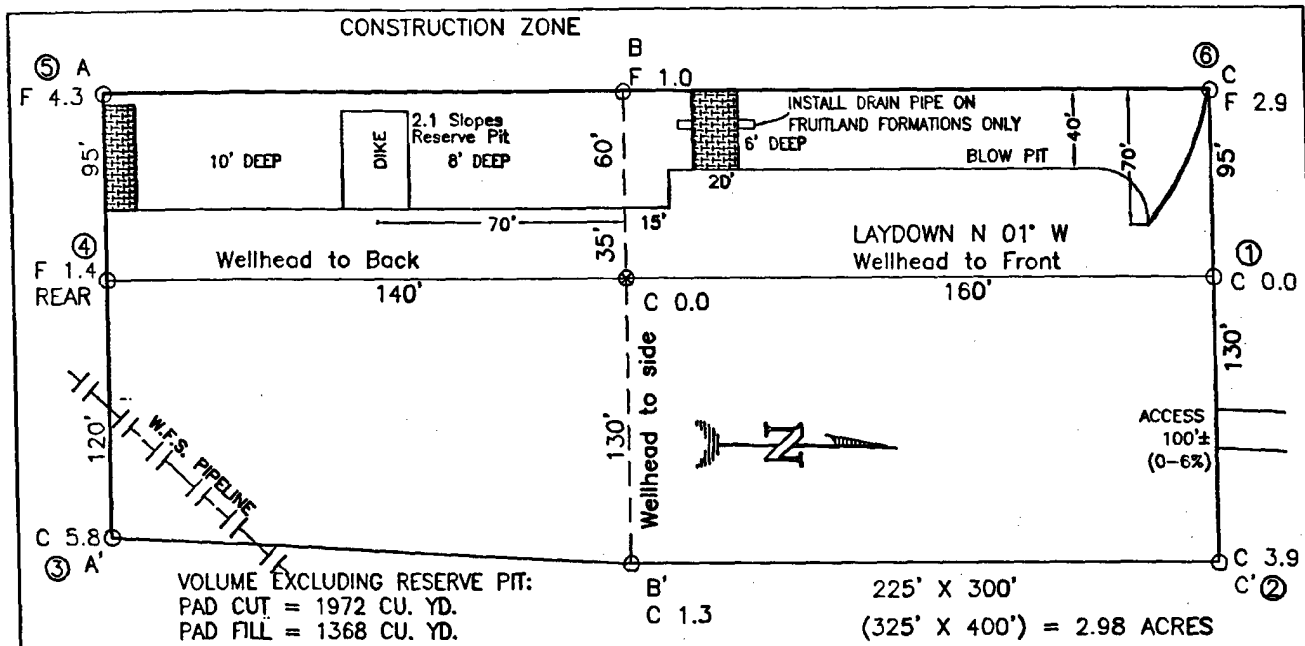 CONSTRUCTION ZONE
⑤ A
F 4.3
B
F 1.0
⑥
C
F 2.9
INSTALL DRAIN PIPE ON
FRUITLAND FORMATIONS ONLY
6' DEEP
2.1 Slopes
Reserve Pit
95'
10' DEEP
DIKE
8' DEEP
60'
20'
BLOW PIT
40'
70'
95'
70'
15'
④
F 1.4
REAR
Wellhead to Back
140'
35'
C 0.0
LAYDOWN N 01° W
Wellhead to Front
160'
①
C 0.0
120'
W.F.S. PIPELINE
130'
Wellhead to side
N
130'
ACCESS
100'±
(0-6%)
C 5.8
③ A'
B'
C 1.3
C 3.9
C' ②
VOLUME EXCLUDING RESERVE PIT:
PAD CUT = 1972 CU. YD.
PAD FILL = 1368 CU. YD.
225' X 300'
(325' X 400') = 2.98 ACRES